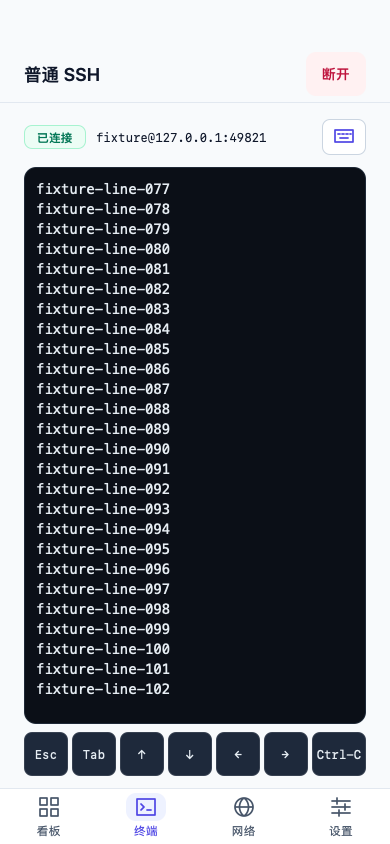 普通 SSH
断开
已连接
fixture@127.0.0.1:49821
fixture-line-077
fixture-line-078
fixture-line-079
fixture-line-080
fixture-line-081
fixture-line-082
fixture-line-083
fixture-line-084
fixture-line-085
fixture-line-086
fixture-line-087
fixture-line-088
fixture-line-089
fixture-line-090
fixture-line-091
fixture-line-092
fixture-line-093
fixture-line-094
fixture-line-095
fixture-line-096
fixture-line-097
fixture-line-098
fixture-line-099
fixture-line-100
fixture-line-101
fixture-line-102
Esc Tab ↑ ↓ ← → Ctrl-C
看板 终端 网络 设置